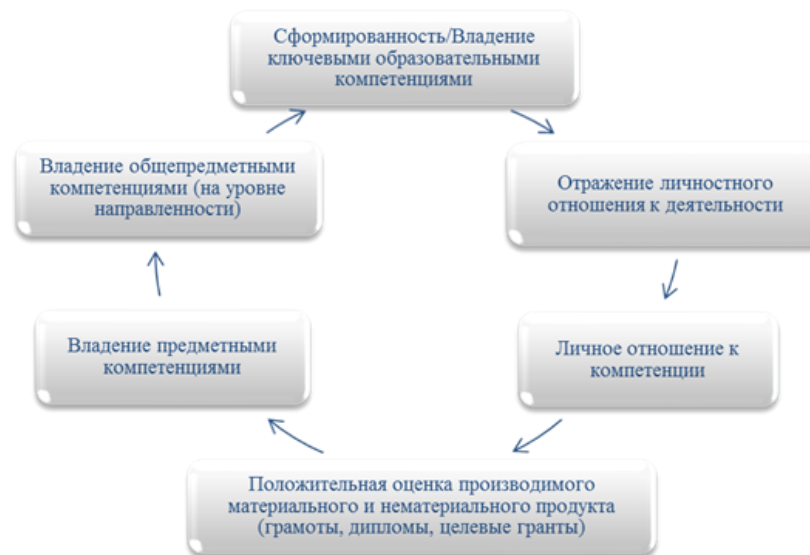 Сформированность/Владение
ключевыми образовательными
компетенциями
Отражение личностного
отношения к деятельности
Личное отношение к
компетенции
Положительная оценка производимого
материального и нематериального продукта
(грамоты, дипломы, целевые гранты)
Владение предметными
компетенциями
Владение общепредметными
компетенциями (на уровне
направленности)